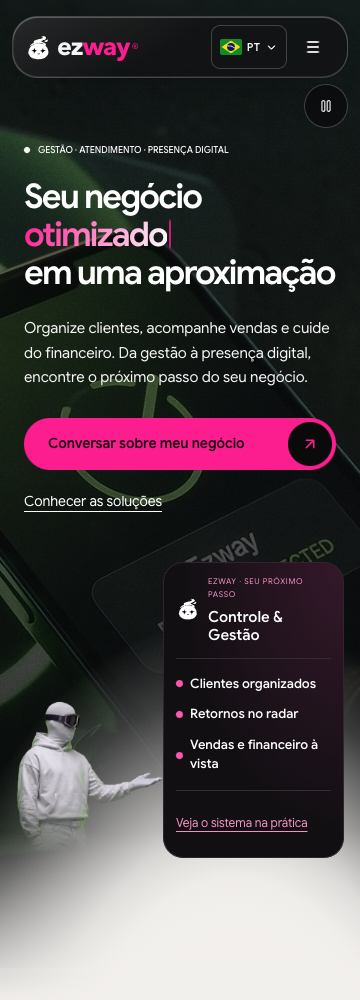 ezway®
PT
GESTÃO · ATENDIMENTO · PRESENÇA DIGITAL
Seu negócio
otimizado
em uma aproximação
Organize clientes, acompanhe vendas e cuide
do financeiro. Da gestão à presença digital,
encontre o próximo passo do seu negócio.
Conversar sobre meu negócio
Conhecer as soluções
Ezway
EZWAY · SEU PRÓXIMO
PASSO
Controle &
Gestão
Clientes organizados
Retornos no radar
Vendas e financeiro à
vista
Veja o sistema na prática